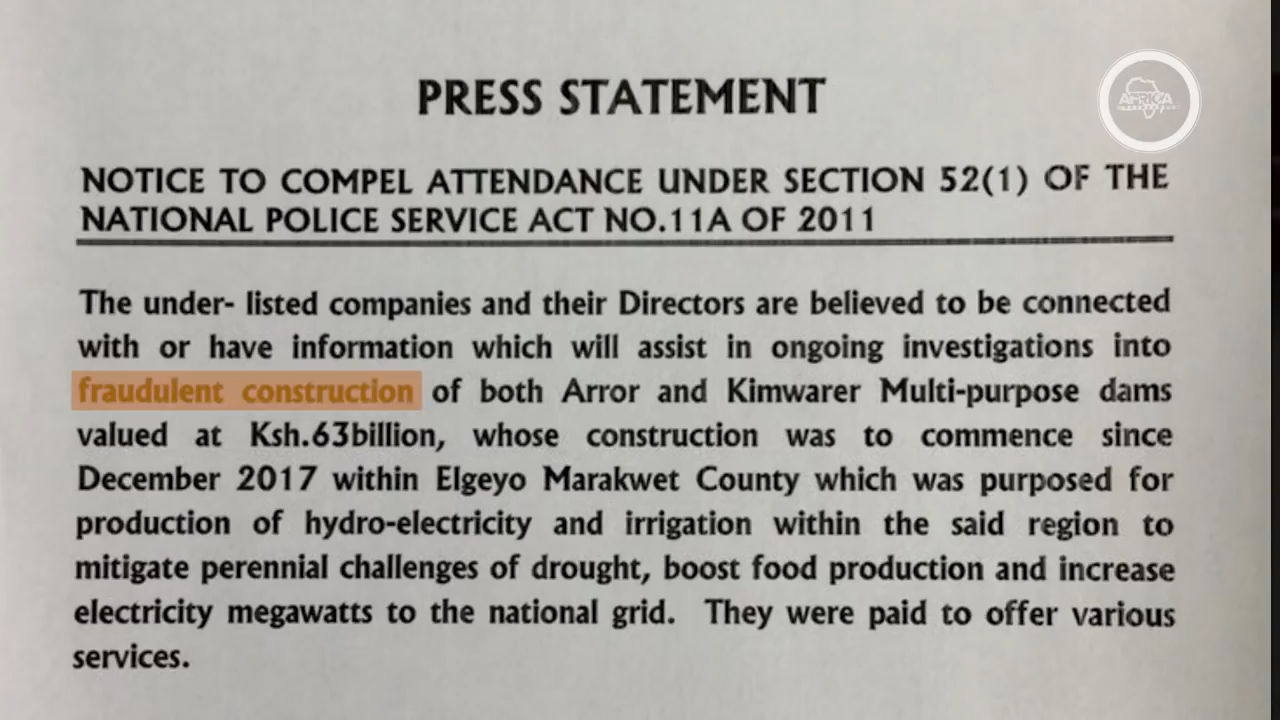 PRESS STATEMENT
AFRICA
NOTICE TO COMPEL ATTENDANCE UNDER SECTION 52(1) OF THE
NATIONAL POLICE SERVICE ACT NO.11A OF 2011
The under- listed companies and their Directors are believed to be connected
with or have information which will assist in ongoing investigations into
fraudulent construction of both Arror and Kimwarer Multi-purpose dams
valued at Ksh.63billion, whose construction was to commence since
December 2017 within Elgeyo Marakwet County which was purposed for
production of hydro-electricity and irrigation within the said region to
mitigate perennial challenges of drought, boost food production and increase
electricity megawatts to the national grid. They were paid to offer various
services.